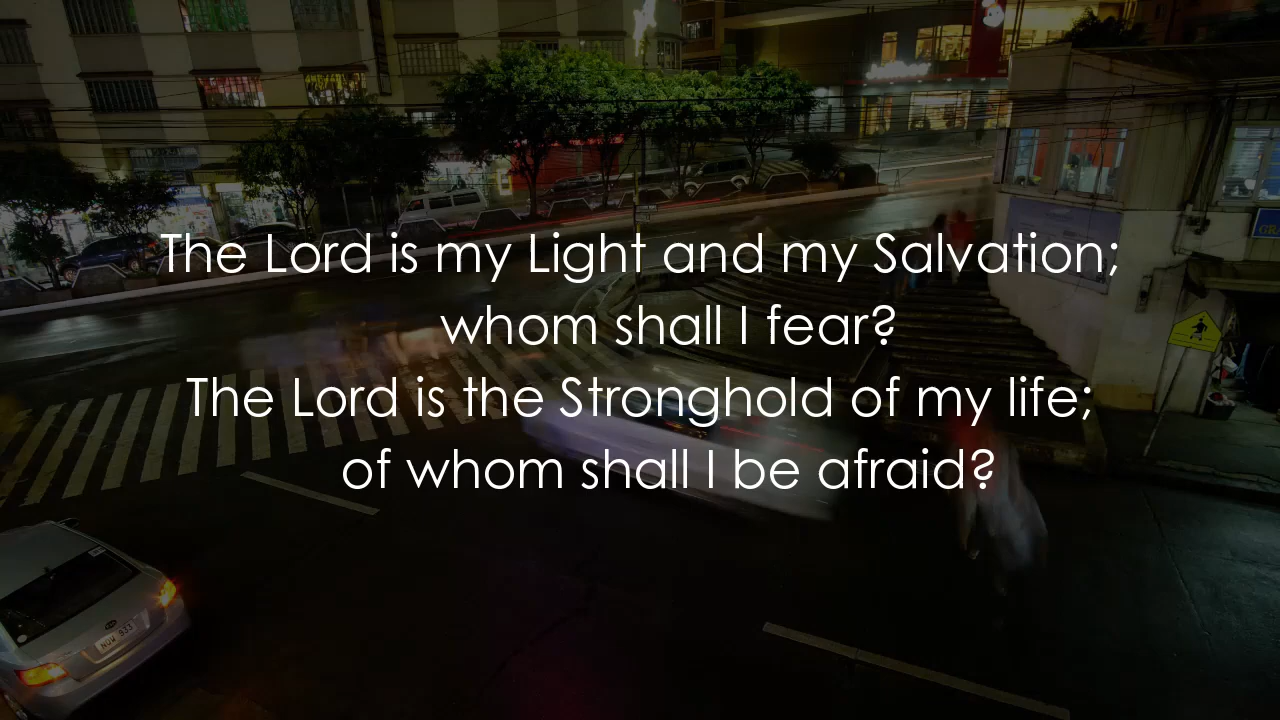 The Lord is my Light and my Salvation;
whom shall I fear?
The Lord is the Stronghold of my life;
of whom shall I be afraid?